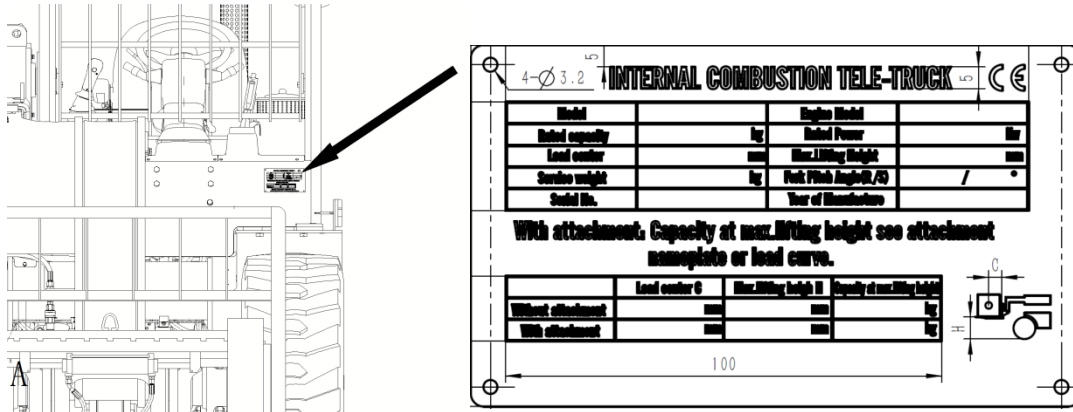 5
4-Ø 3.2
INTERNAL COMBUSTION TELE-TRUCK
5
CE
Model
Engine Model
Rated capacity
kg
Rated Power
Kw
Load center
mm
Max.Lifting Height
mm
Service weight
kg
Fork Pitch Angle(R/S)
/
°
Serial No.
Year of Manufacture
With attachment: Capacity at max.lifting height see attachment
nameplate or load curve.
C
Load center C
Max.lifting heigh H
Capacity at max.lifting height
Without attachment
mm
mm
kg
With attachment
mm
mm
kg
H
100
A